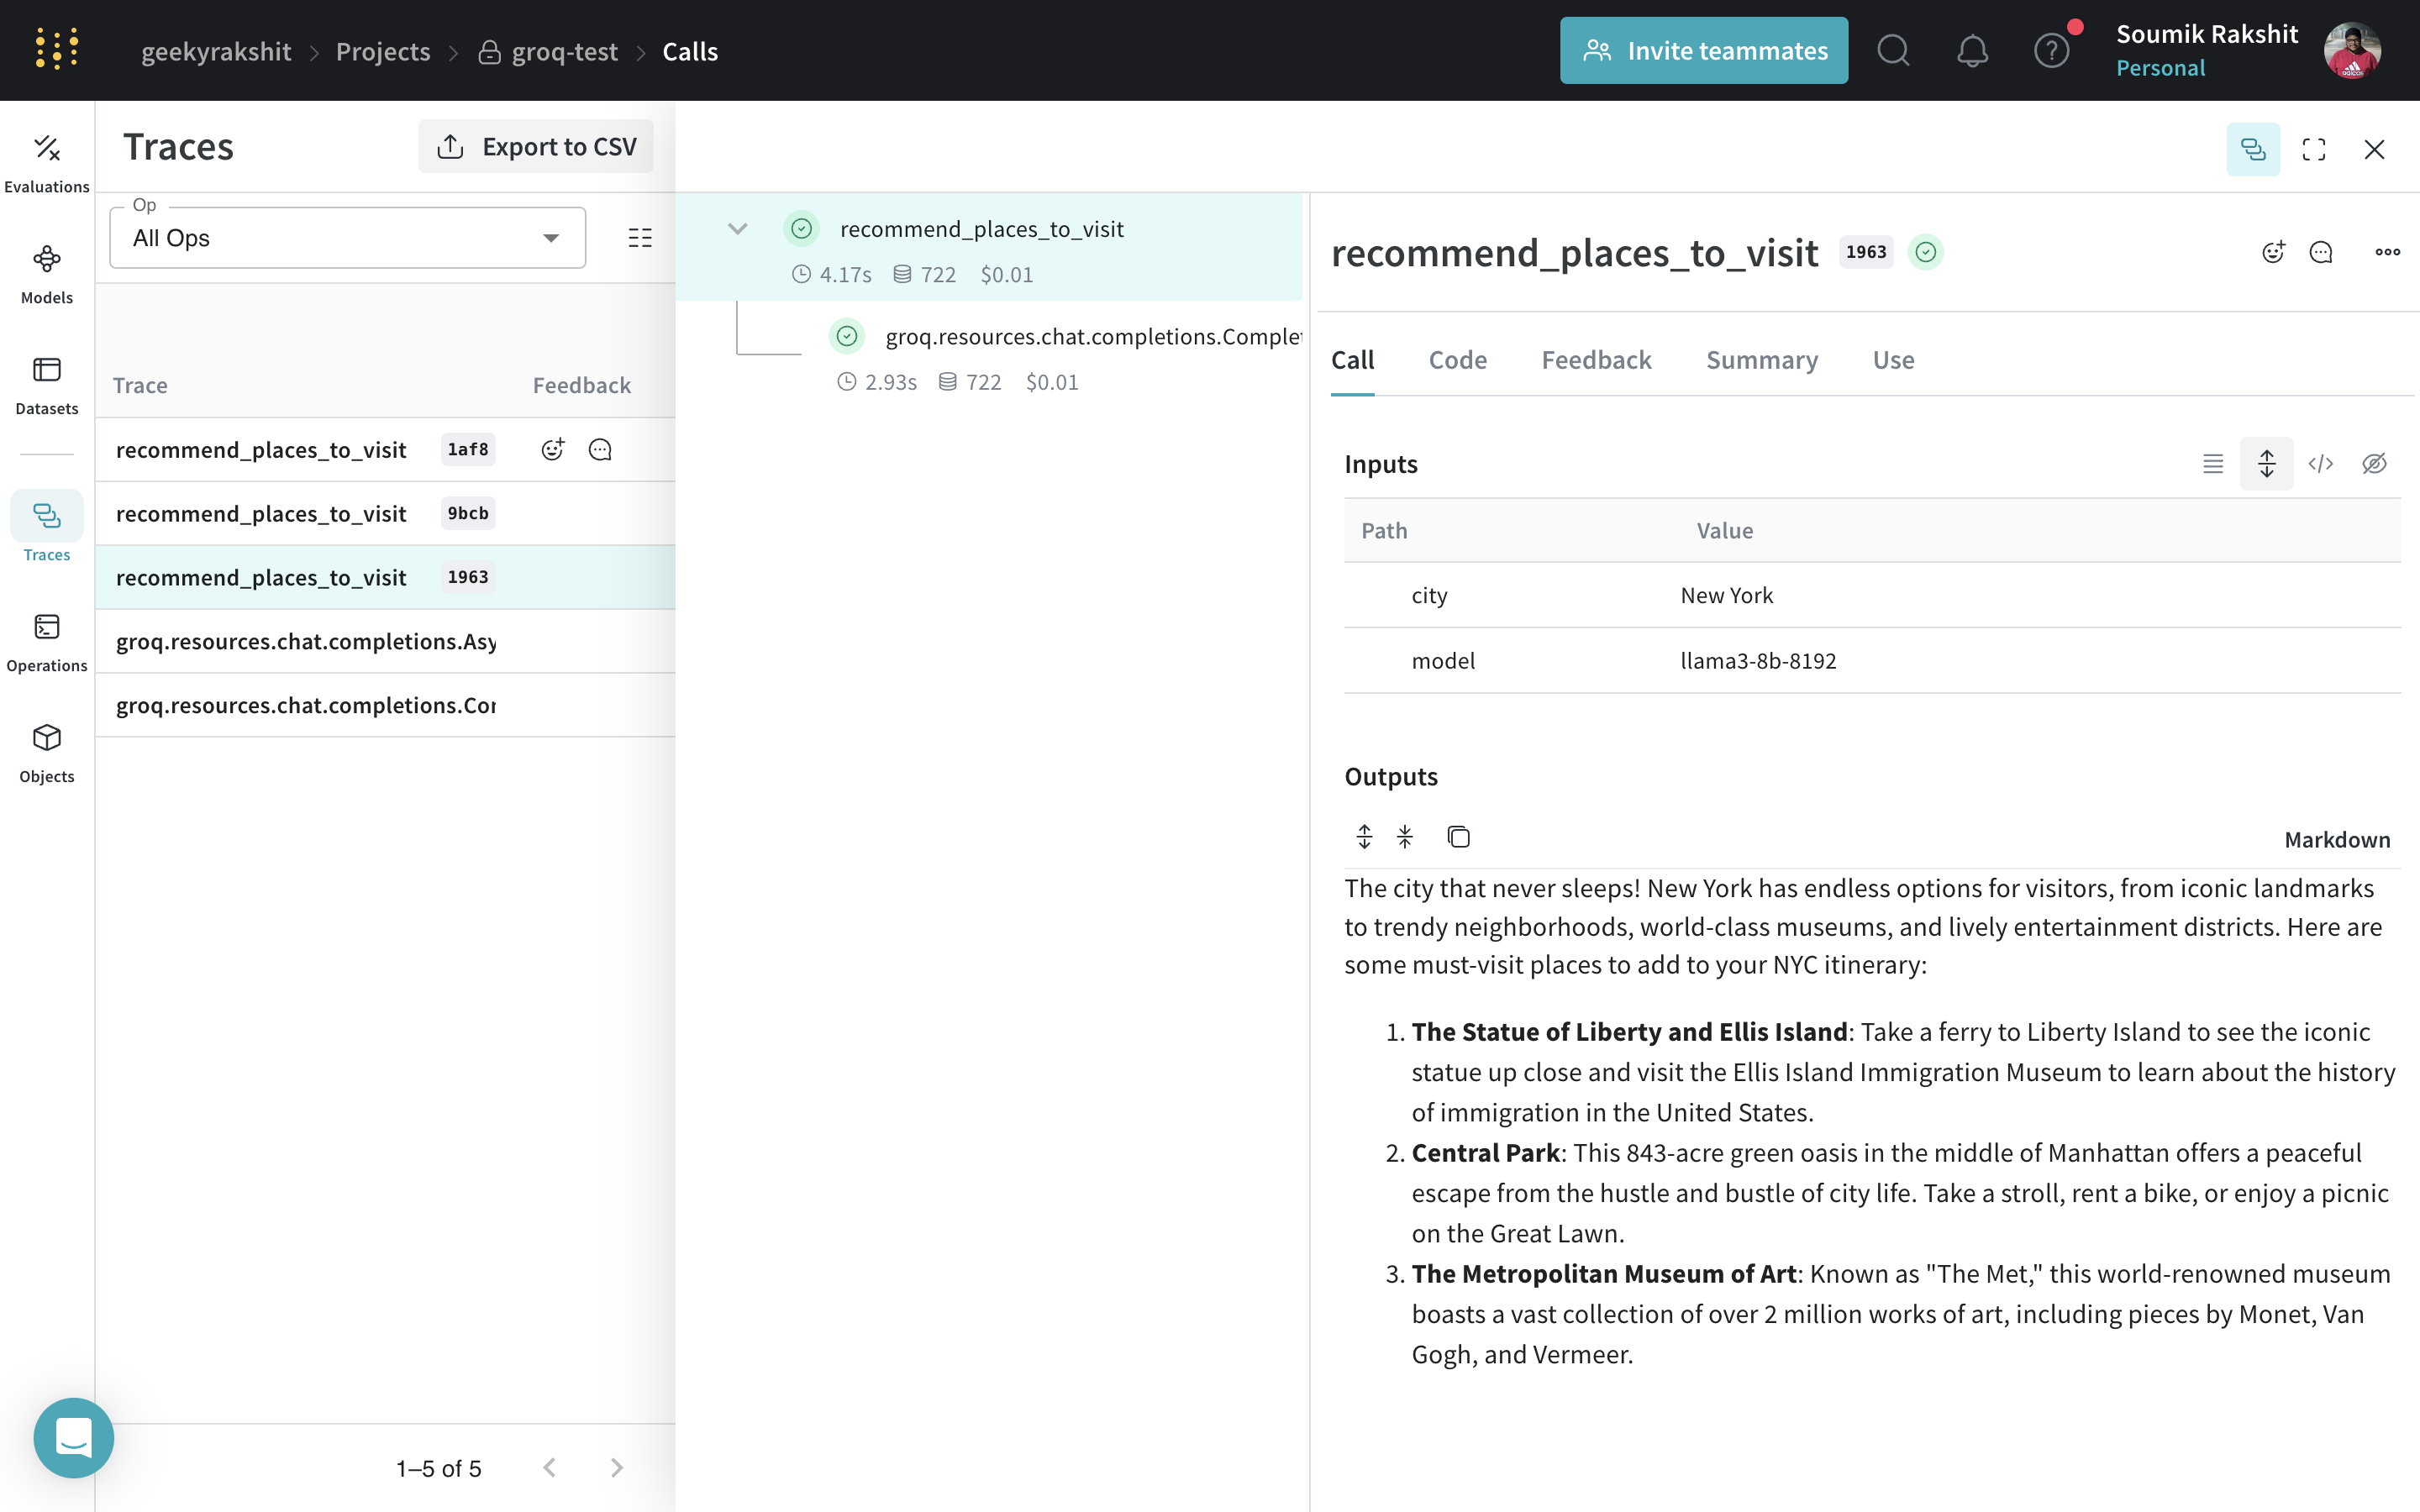 geekyrakshit > Projects > groq-test > Calls
Invite teammates
Soumik Rakshit
Personal
Evaluations
Models
Datasets
Traces
Operations
Objects
Traces
Export to CSV
Op
All Ops
Trace Feedback
recommend_places_to_visit 1af8
recommend_places_to_visit 9bcb
recommend_places_to_visit 1963
groq.resources.chat.completions.Asy
groq.resources.chat.completions.Cor
1–5 of 5
recommend_places_to_visit
4.17s 722 $0.01
groq.resources.chat.completions.Complet
2.93s 722 $0.01
recommend_places_to_visit 1963
Call Code Feedback Summary Use
Inputs
Path Value
city New York
model llama3-8b-8192
Outputs
Markdown
The city that never sleeps! New York has endless options for visitors, from iconic landmarks
to trendy neighborhoods, world-class museums, and lively entertainment districts. Here are
some must-visit places to add to your NYC itinerary:
1. The Statue of Liberty and Ellis Island: Take a ferry to Liberty Island to see the iconic
statue up close and visit the Ellis Island Immigration Museum to learn about the history
of immigration in the United States.
2. Central Park: This 843-acre green oasis in the middle of Manhattan offers a peaceful
escape from the hustle and bustle of city life. Take a stroll, rent a bike, or enjoy a picnic
on the Great Lawn.
3. The Metropolitan Museum of Art: Known as "The Met," this world-renowned museum
boasts a vast collection of over 2 million works of art, including pieces by Monet, Van
Gogh, and Vermeer.